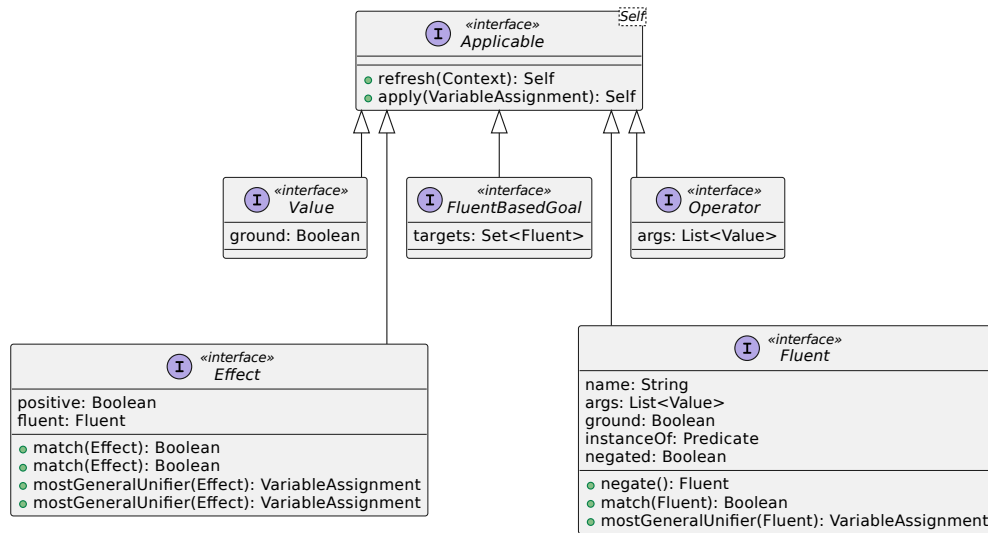 Self
«interface»
I
Applicable
refresh(Context): Self
apply(VariableAssignment): Self
«interface»
I
Value
ground: Boolean
«interface»
I
FluentBasedGoal
targets: Set<Fluent>
«interface»
I
Operator
args: List<Value>
«interface»
I
Effect
positive: Boolean
fluent: Fluent
match(Effect): Boolean
match(Effect): Boolean
mostGeneralUnifier(Effect): VariableAssignment
mostGeneralUnifier(Effect): VariableAssignment
«interface»
I
Fluent
name: String
args: List<Value>
ground: Boolean
instanceOf: Predicate
negated: Boolean
negate(): Fluent
match(Fluent): Boolean
mostGeneralUnifier(Fluent): VariableAssignment